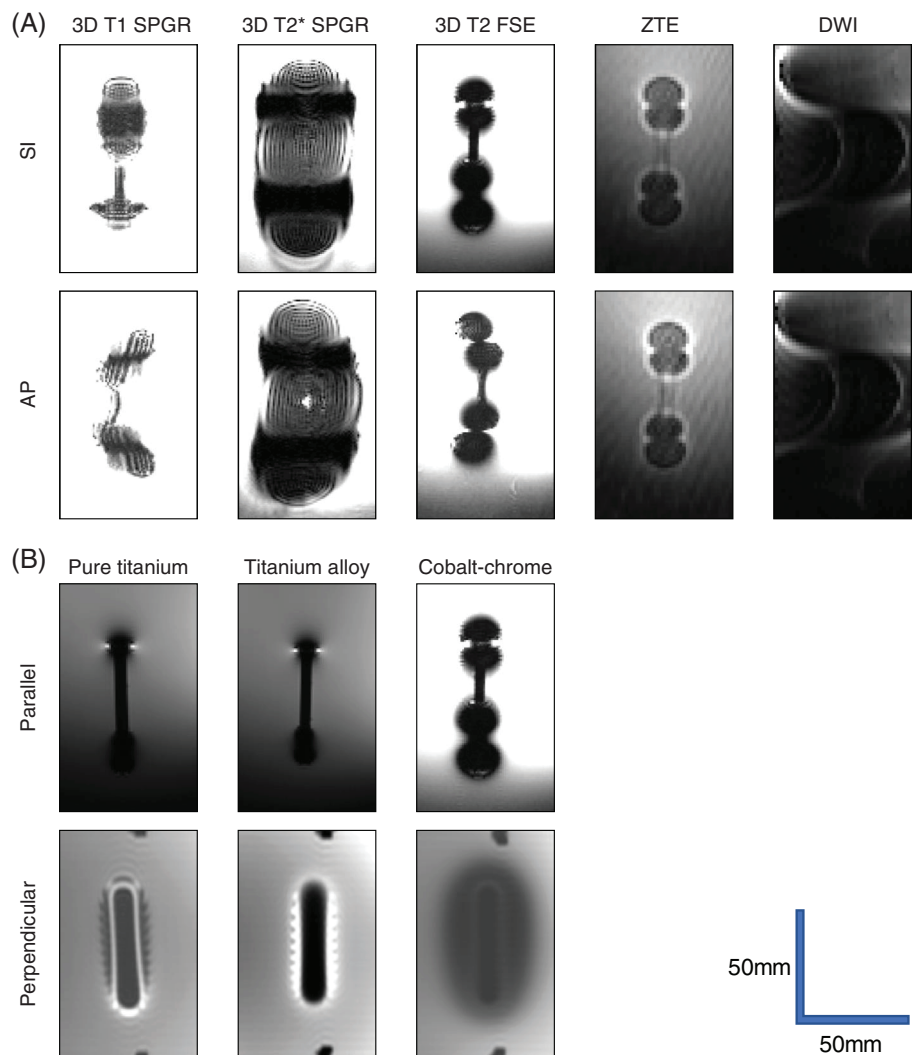 (A)
3D T1 SPGR 3D T2* SPGR 3D T2 FSE ZTE DWI
SI
AP
(B)
Pure titanium Titanium alloy Cobalt-chrome
Parallel
Perpendicular
50mm
50mm